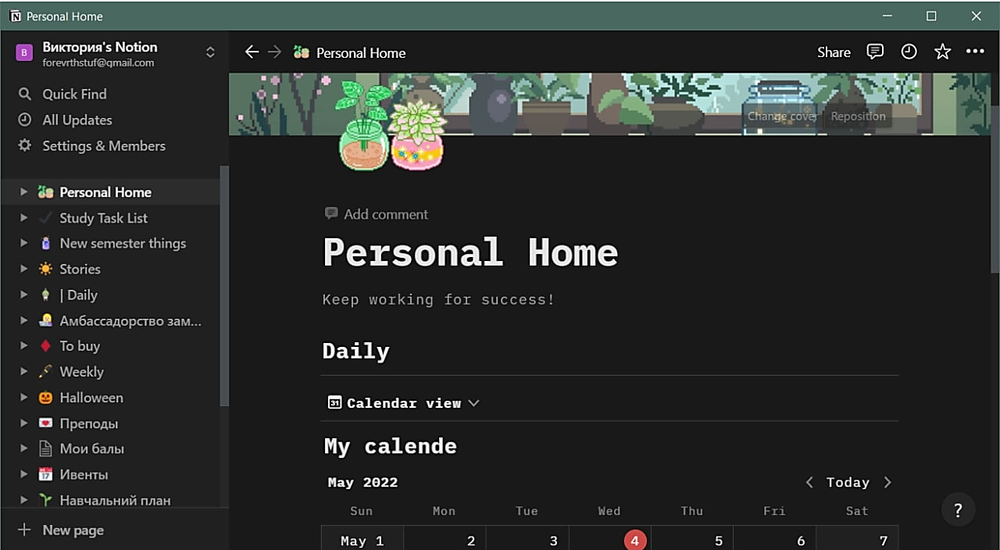 Personal Home
B
Виктория's Notion
forevrthstuf@gmail.com
Quick Find
All Updates
Settings & Members
Personal Home
Study Task List
New semester things
Stories
| Daily
Амбассадорство зам...
To buy
Weekly
Halloween
Преподы
Мои балы
17
Ивенты
Навчальний план
New page
Personal Home
Share
Change cover
Reposition
Add comment
Personal Home
Keep working for success!
Daily
31 Calendar view
My calende
May 2022
Today
Sun Mon Tue Wed Thu Fri Sat
May 1 2 3 4 5 6 7
?